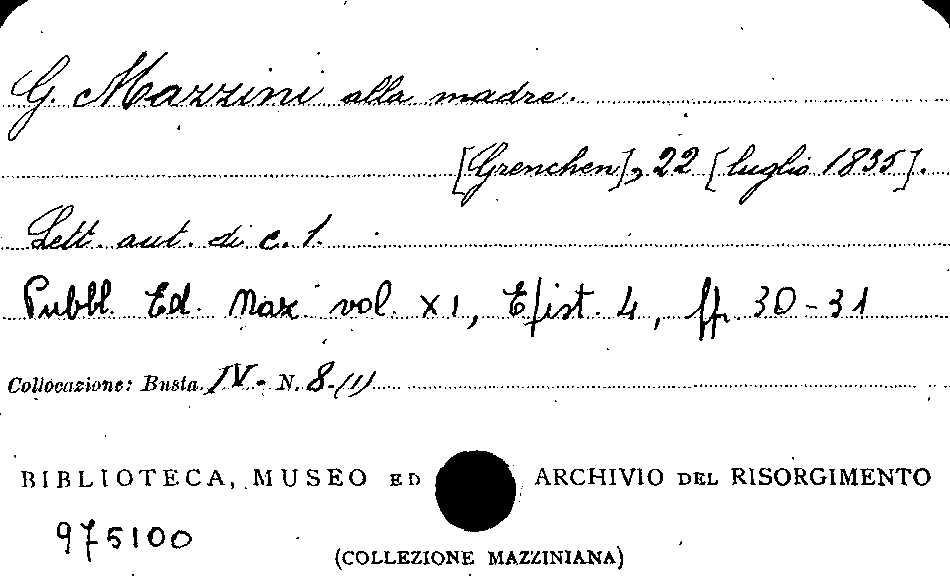 G. Mazzini alla madre.
[Grenchen], 22 [luglio 1835].
Lett. aut. di c. 1.
Pubbl. Ed. Naz. vol. XI, Epist. 4, pp. 30-31
Collocazione: Busta IV- N. 8-(1)
BIBLIOTECA, MUSEO ED ARCHIVIO DEL RISORGIMENTO
975100
(COLLEZIONE MAZZINIANA)